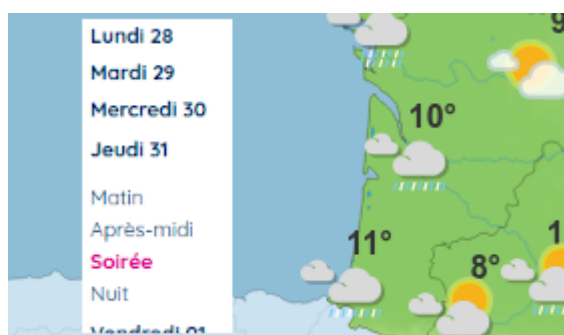 Lundi 28
Mardi 29
Mercredi 30
Jeudi 31
Matin
Après-midi
Soirée
Nuit
10°
11°
8°